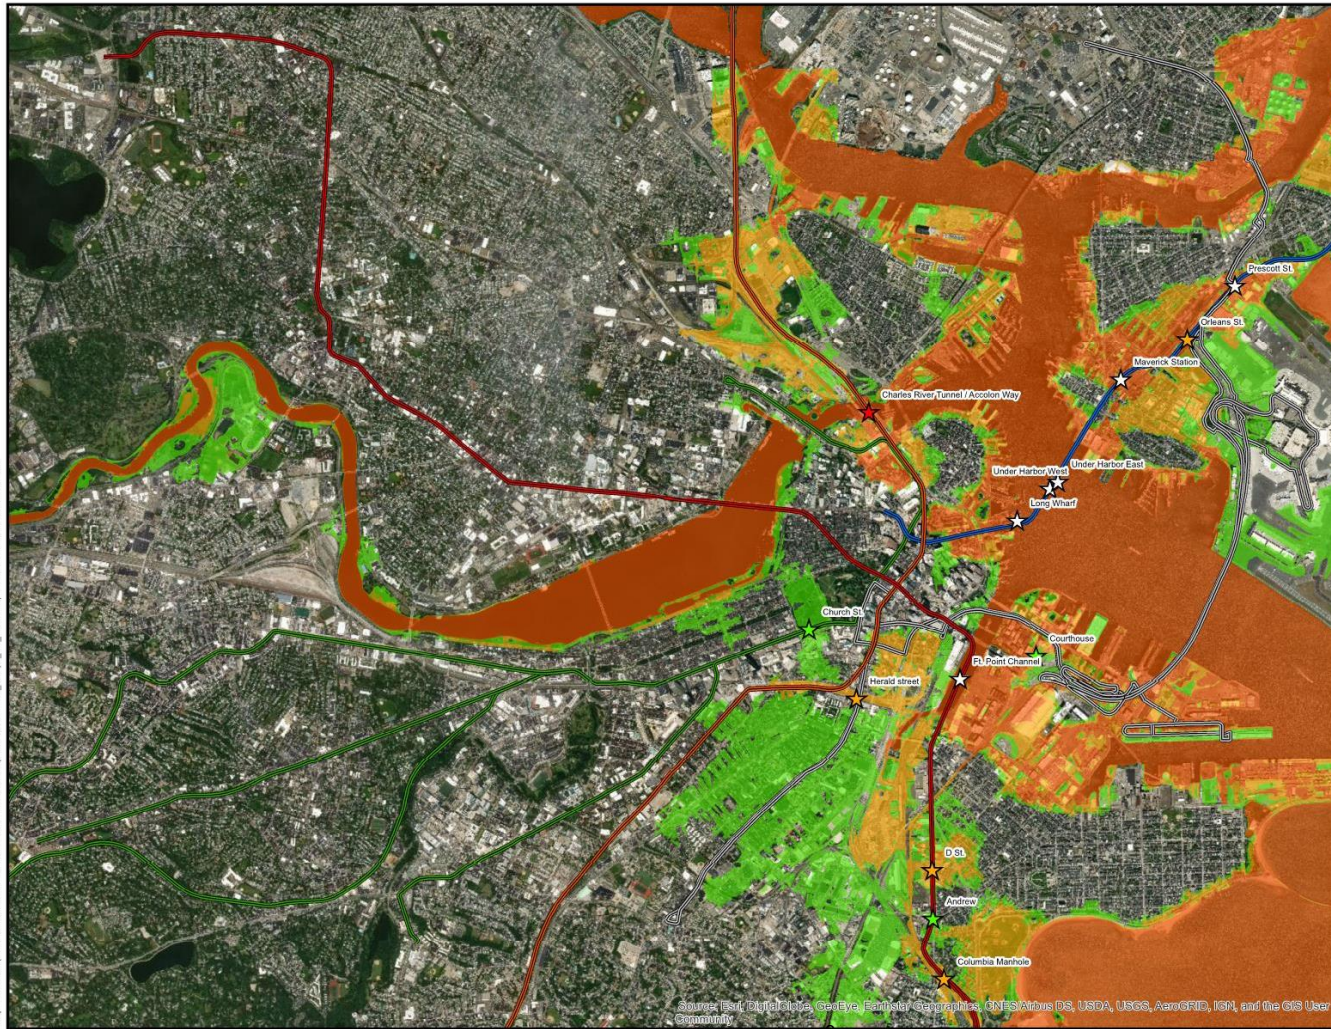 Prescott St.
Orleans St.
Maverick Station
Charles River Tunnel / Accolon Way
Under Harbor West
Under Harbor East
Long Wharf
Church St.
Courthouse
Ft. Point Channel
Herald street
D St.
Andrew
Columbia Manhole
Source: Esri, DigitalGlobe, GeoEye, Earthstar Geographics, CNES/Airbus DS, USDA, USGS, AeroGRID, IGN, and the GIS User
Community